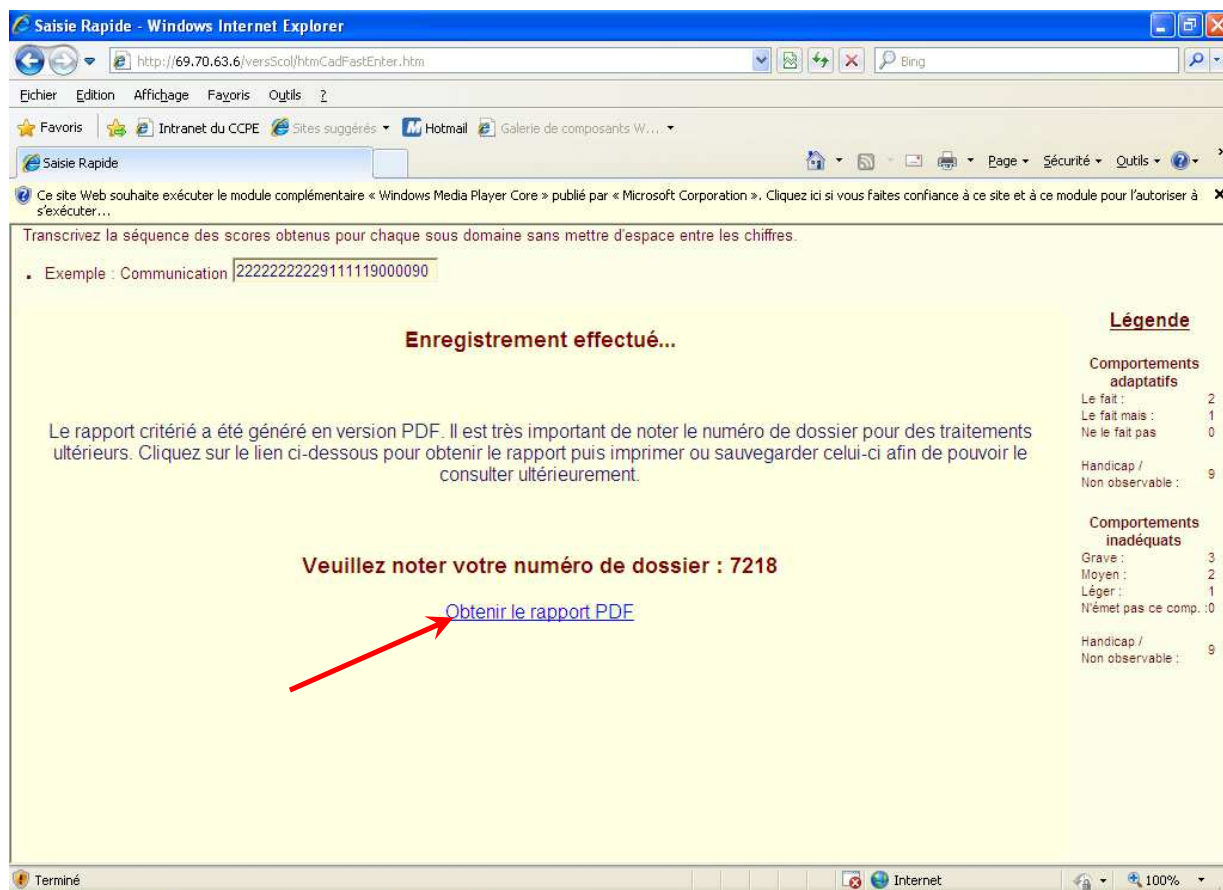 Saisie Rapide - Windows Internet Explorer
http://69.70.63.6/versScol/htmCadFastEnter.htm
Bing
Fichier Edition Affichage Favoris Outils ?
Favoris Intranet du CCPE Sites suggérés Hotmail Galerie de composants W...
Saisie Rapide Page Sécurité Outils
Ce site Web souhaite exécuter le module complémentaire « Windows Media Player Core » publié par « Microsoft Corporation ». Cliquez ici si vous faites confiance à ce site et à ce module pour l'autoriser à
s'exécuter...
Transcrivez la séquence des scores obtenus pour chaque sous domaine sans mettre d'espace entre les chiffres.
. Exemple : Communication 22222222229111119000090
Enregistrement effectué...
Le rapport critérié a été généré en version PDF. Il est très important de noter le numéro de dossier pour des traitements
ultérieurs. Cliquez sur le lien ci-dessous pour obtenir le rapport puis imprimer ou sauvegarder celui-ci afin de pouvoir le
consulter ultérieurement.
Veuillez noter votre numéro de dossier : 7218
Obtenir le rapport PDF
Légende
Comportements
adaptatifs
Le fait : 2
Le fait mais : 1
Ne le fait pas 0
Handicap /
Non observable : 9
Comportements
inadéquats
Grave : 3
Moyen : 2
Léger : 1
N'émet pas ce comp. :0
Handicap /
Non observable : 9
Terminé Internet 100%